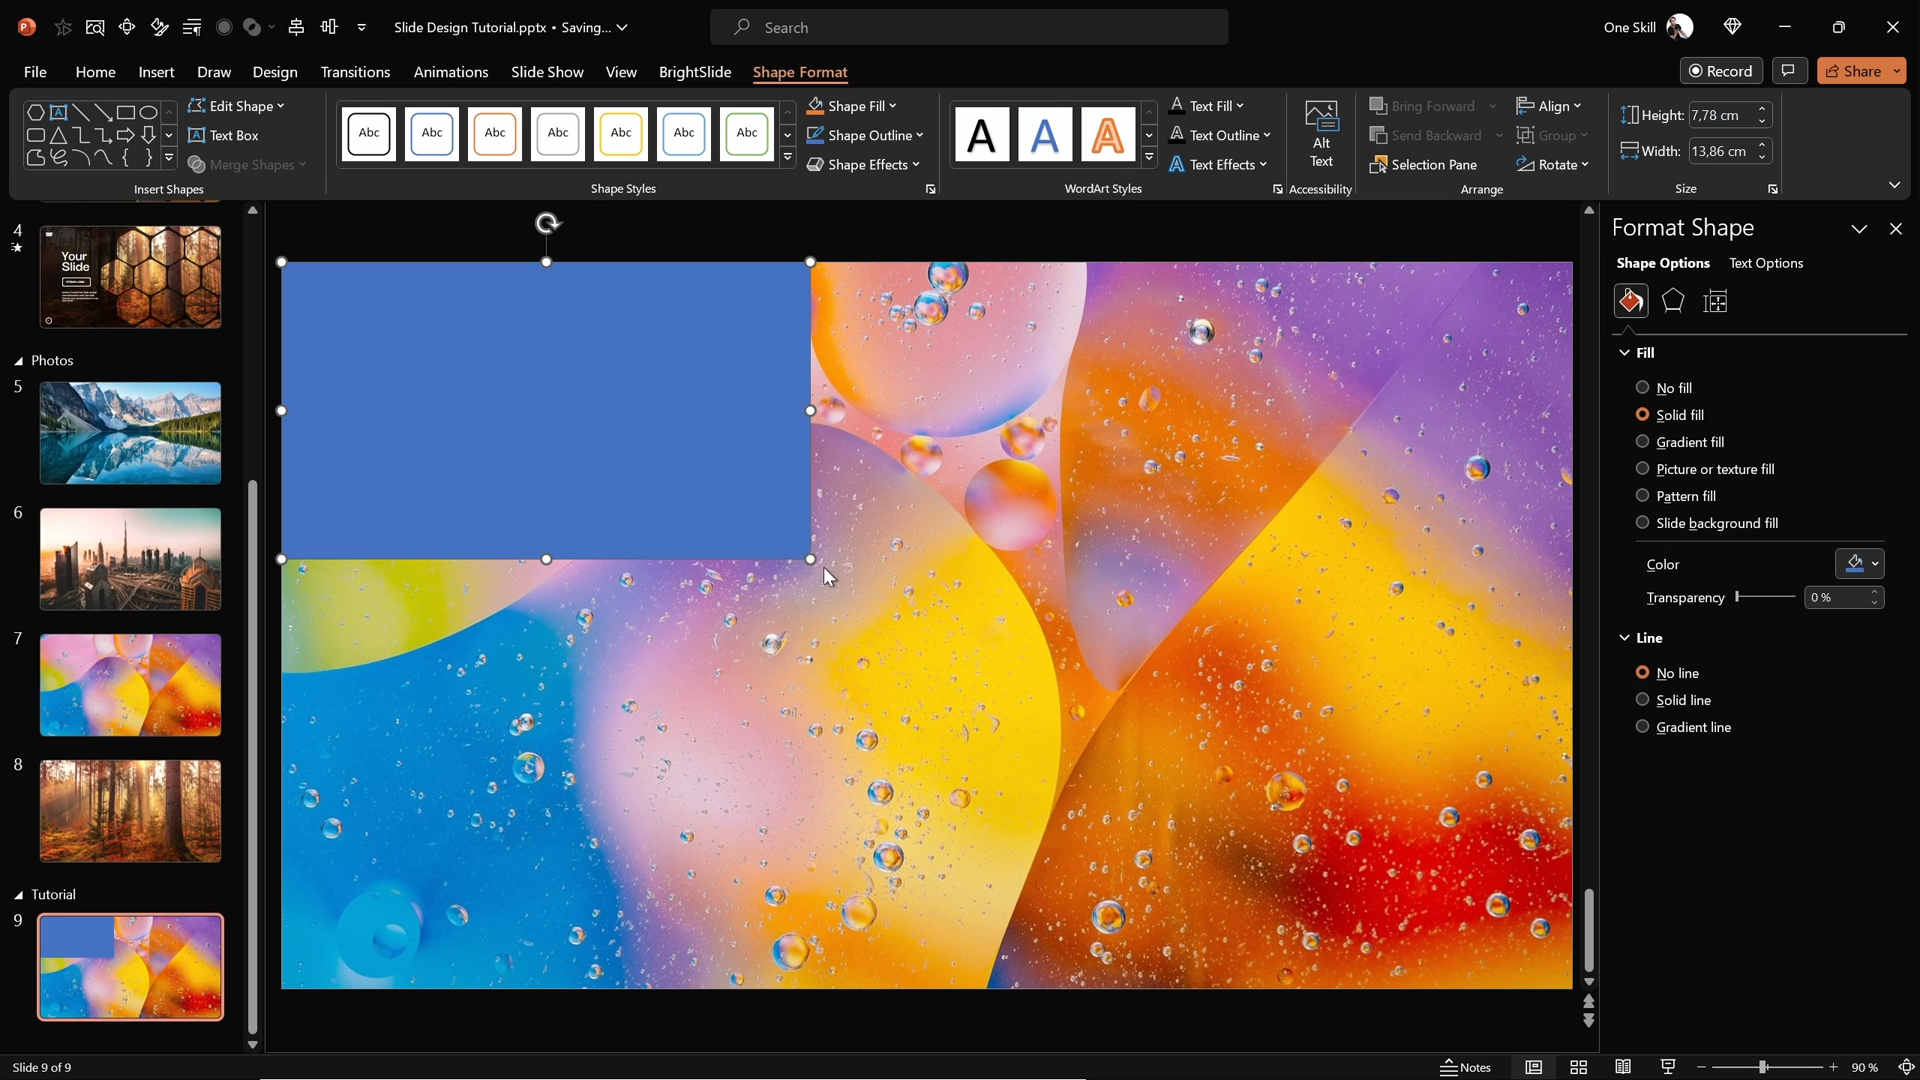 Slide Design Tutorial.pptx • Saving...
Search
One Skill
File Home Insert Draw Design Transitions Animations Slide Show View BrightSlide Shape Format
Record
Share
Edit Shape
Text Box
Merge Shapes
Insert Shapes
Abc Abc Abc Abc Abc Abc Abc
Shape Fill
Shape Outline
Shape Effects
Shape Styles
A A A
Text Fill
Text Outline
Text Effects
WordArt Styles
Alt
Text
Accessibility
Bring Forward
Send Backward
Selection Pane
Align
Group
Rotate
Arrange
Height: 7,78 cm
Width: 13,86 cm
Size
4
Your
Slide
Photos
5
6
7
8
Tutorial
9
Format Shape
Shape Options Text Options
Fill
No fill
Solid fill
Gradient fill
Picture or texture fill
Pattern fill
Slide background fill
Color
Transparency 0 %
Line
No line
Solid line
Gradient line
Slide 9 of 9
Notes
90 %